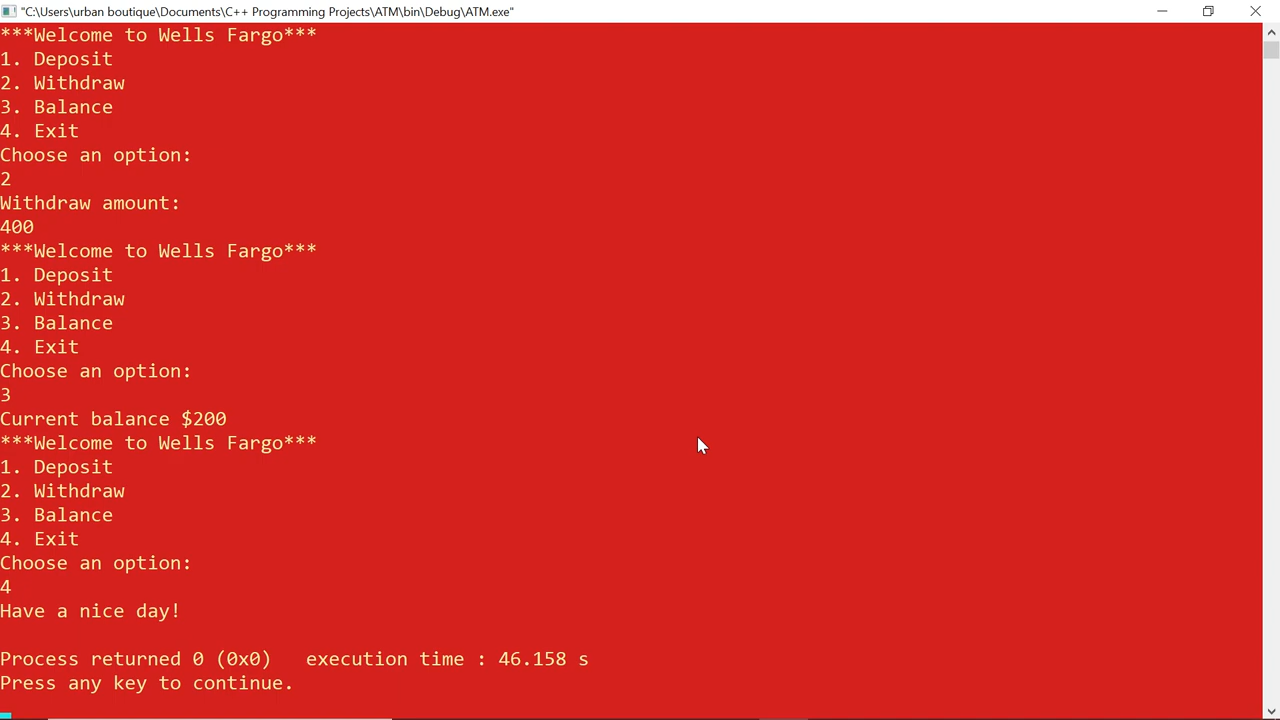 "C:\Users\urban boutique\Documents\C++ Programming Projects\ATM\bin\Debug\ATM.exe"
***Welcome to Wells Fargo***
1. Deposit
2. Withdraw
3. Balance
4. Exit
Choose an option:
2
Withdraw amount:
400
***Welcome to Wells Fargo***
1. Deposit
2. Withdraw
3. Balance
4. Exit
Choose an option:
3
Current balance $200
***Welcome to Wells Fargo***
1. Deposit
2. Withdraw
3. Balance
4. Exit
Choose an option:
4
Have a nice day!
Process returned 0 (0x0)   execution time : 46.158 s
Press any key to continue.